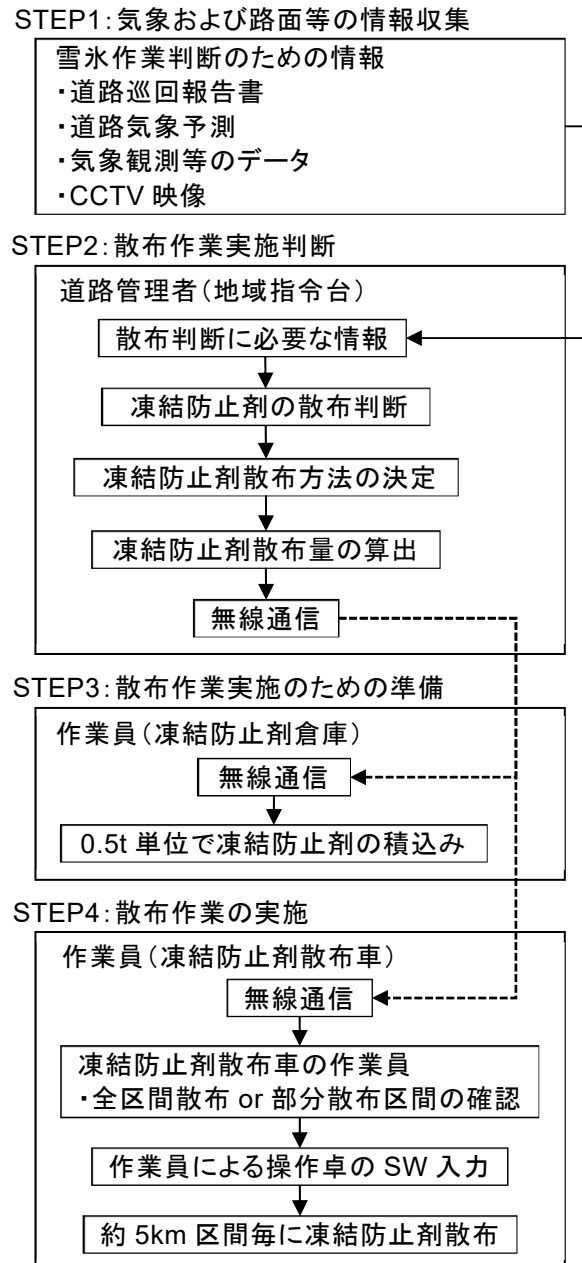 STEP1：気象および路面等の情報収集
雪氷作業判断のための情報
・道路巡回報告書
・道路気象予測
・気象観測等のデータ
・CCTV 映像
STEP2：散布作業実施判断
道路管理者（地域指令台）
散布判断に必要な情報
凍結防止剤の散布判断
凍結防止剤散布方法の決定
凍結防止剤散布量の算出
無線通信
STEP3：散布作業実施のための準備
作業員（凍結防止剤倉庫）
無線通信
0.5t 単位で凍結防止剤の積込み
STEP4：散布作業の実施
作業員（凍結防止剤散布車）
無線通信
凍結防止剤散布車の作業員
・全区間散布 or 部分散布区間の確認
作業員による操作卓の SW 入力
約 5km 区間毎に凍結防止剤散布